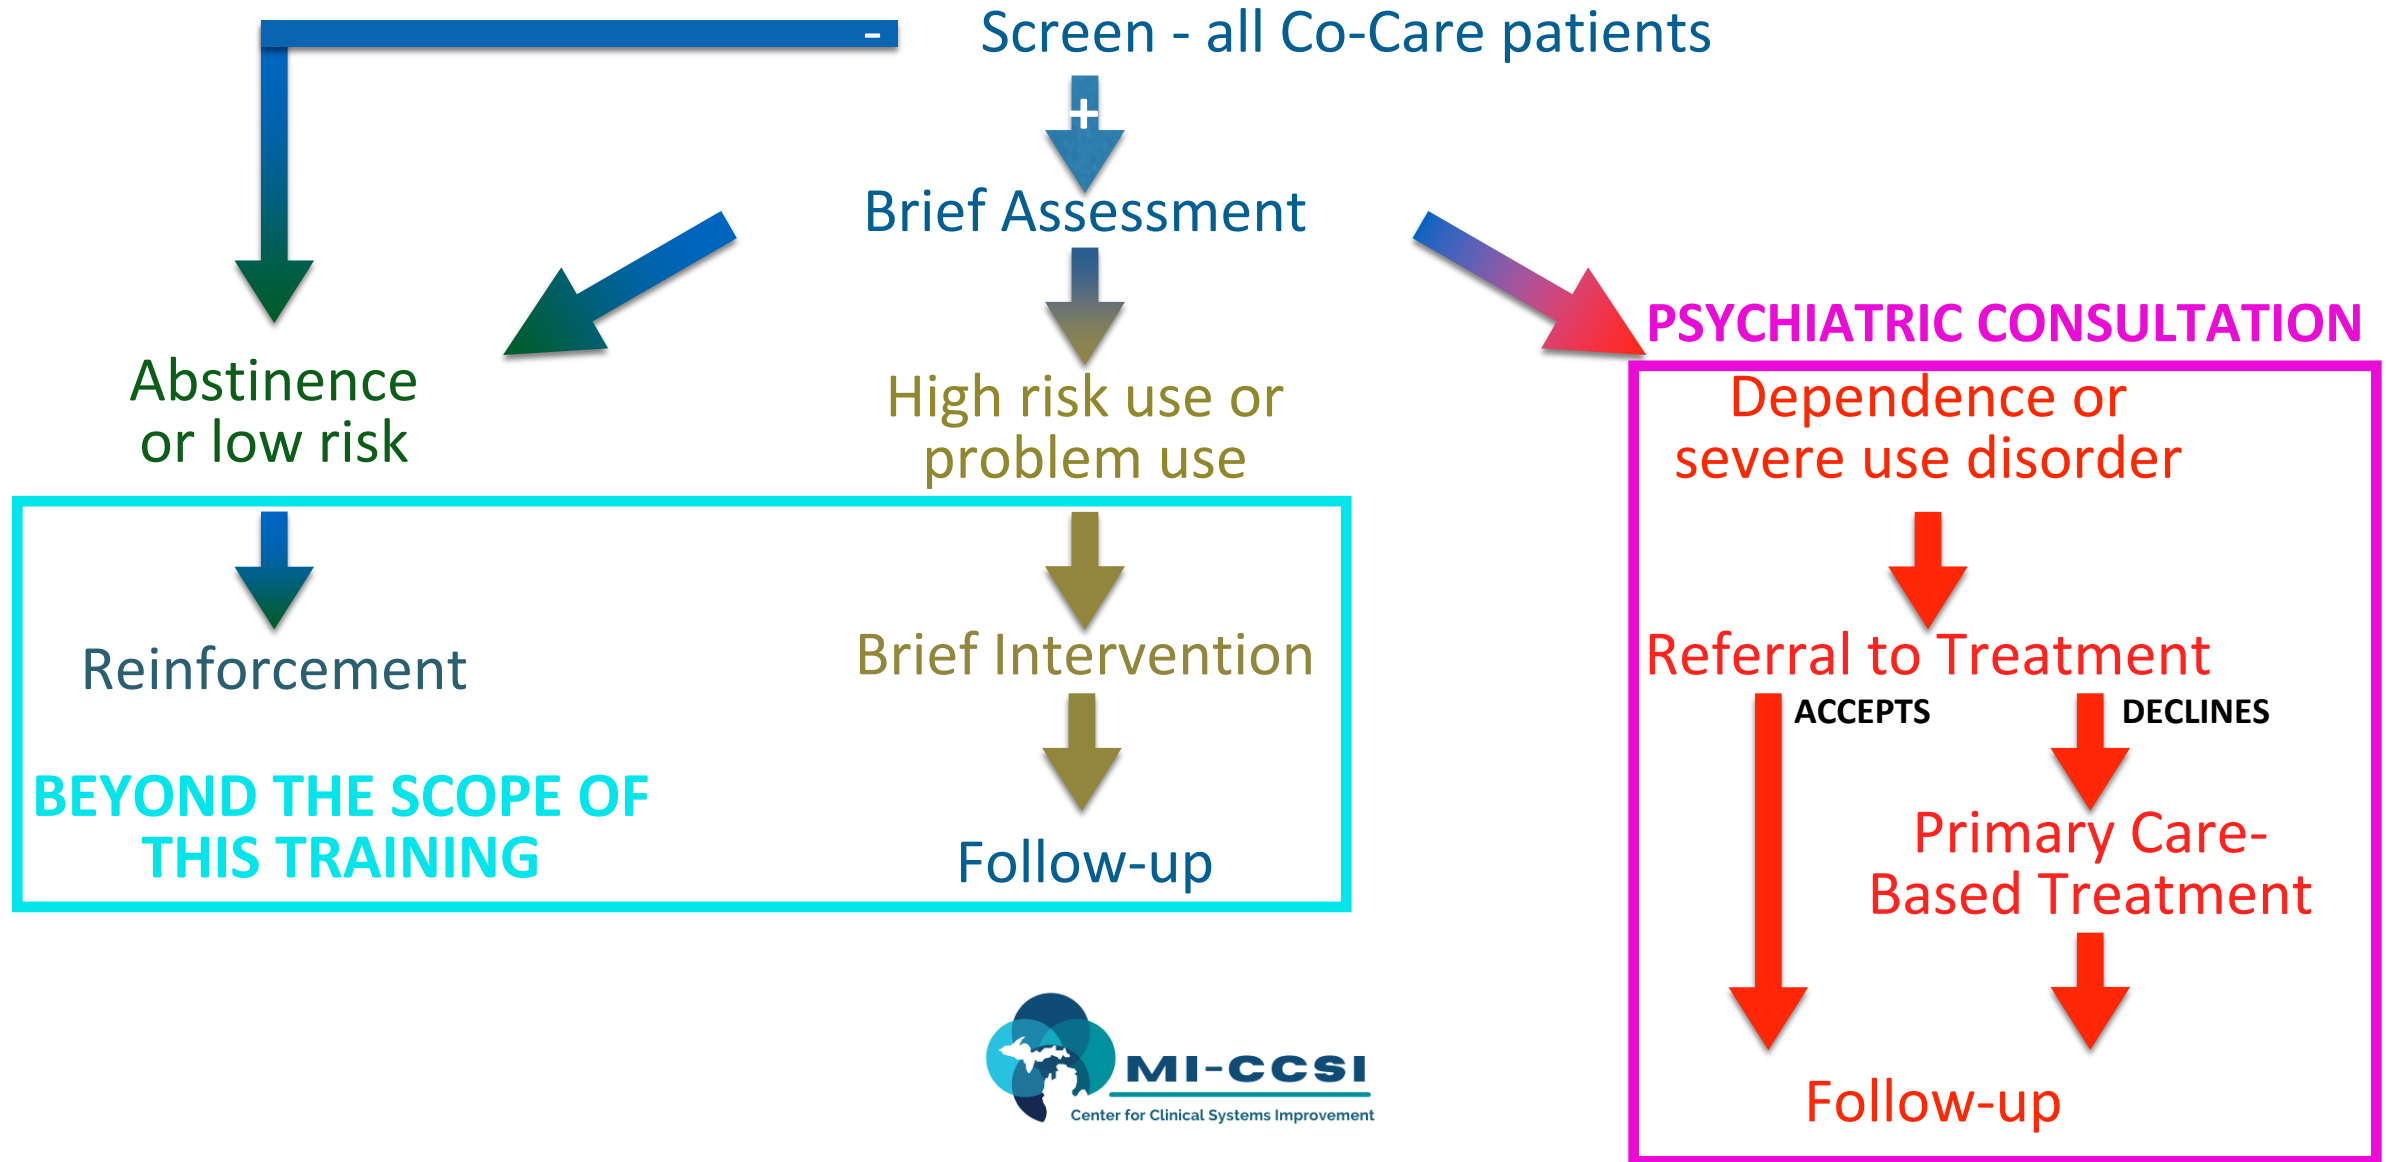 Screen - all Co-Care patients
-
+
Brief Assessment
PSYCHIATRIC CONSULTATION
Abstinence
or low risk
High risk use or
problem use
Dependence or
severe use disorder
Reinforcement
Brief Intervention
Referral to Treatment
ACCEPTS
DECLINES
BEYOND THE SCOPE OF
THIS TRAINING
Follow-up
Primary Care-
Based Treatment
Follow-up
MI-CCSI
Center for Clinical Systems Improvement